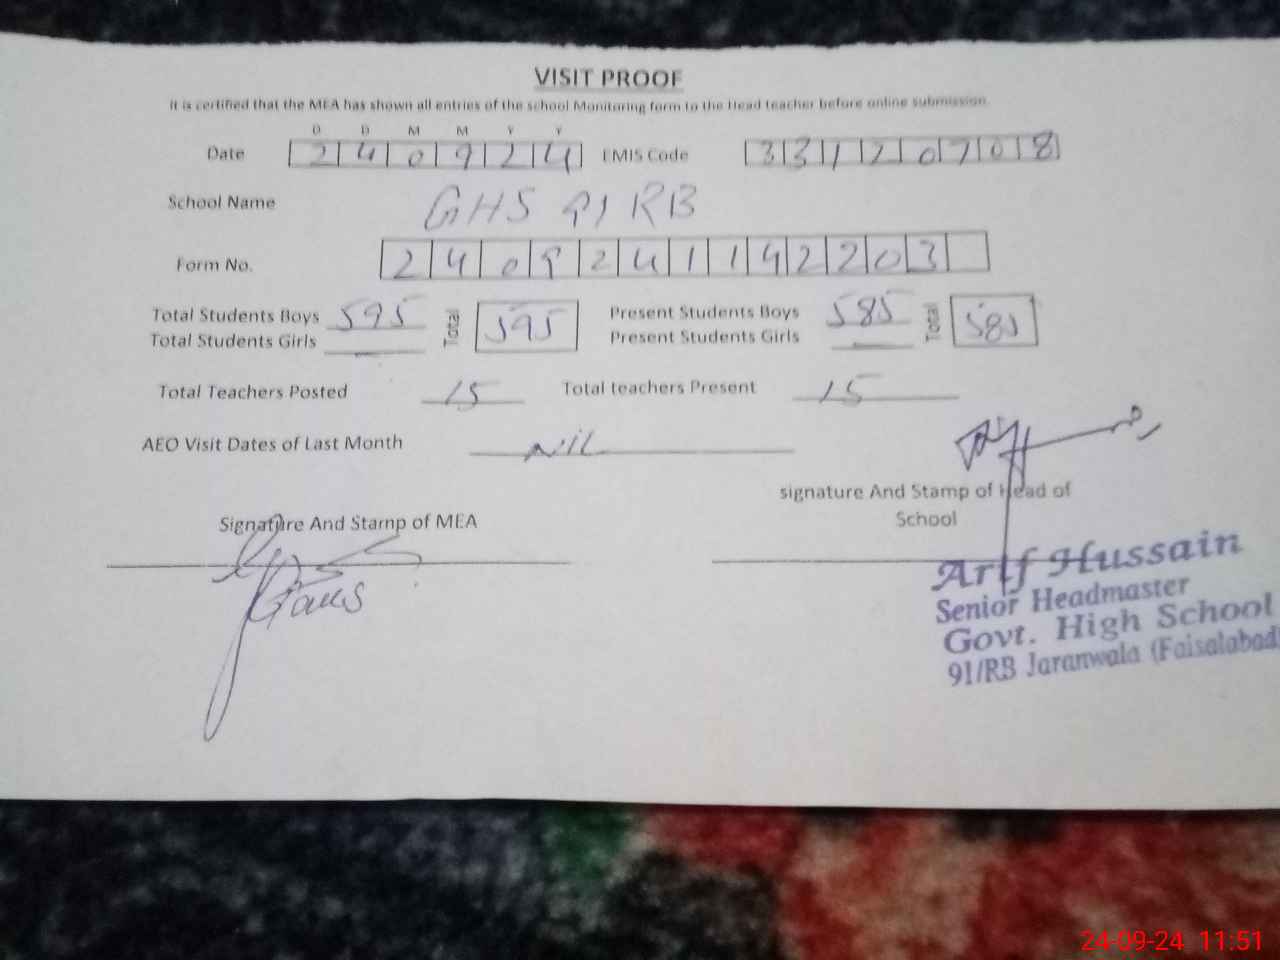 VISIT PROOF
It is certified that the MEA has shown all entries of the school Monitoring form to the Head teacher before online submission.
D D M M Y Y
Date 2 4 0 9 2 4 EMIS Code 3 3 1 2 0 7 0 8
School Name GHS 91 RB
Form No. 2 4 0 9 2 4 1 1 4 2 2 0 3
Total Students Boys 595 Total 595 Present Students Boys 585 Total 585
Total Students Girls Present Students Girls
Total Teachers Posted 15 Total teachers Present 15
AEO Visit Dates of Last Month NiL
signature And Stamp of Head of
School
Signature And Stamp of MEA
Arif Hussain
Senior Headmaster
Govt. High School
91/RB Jaranwala (Faisalabad)
24-09-24 11:51